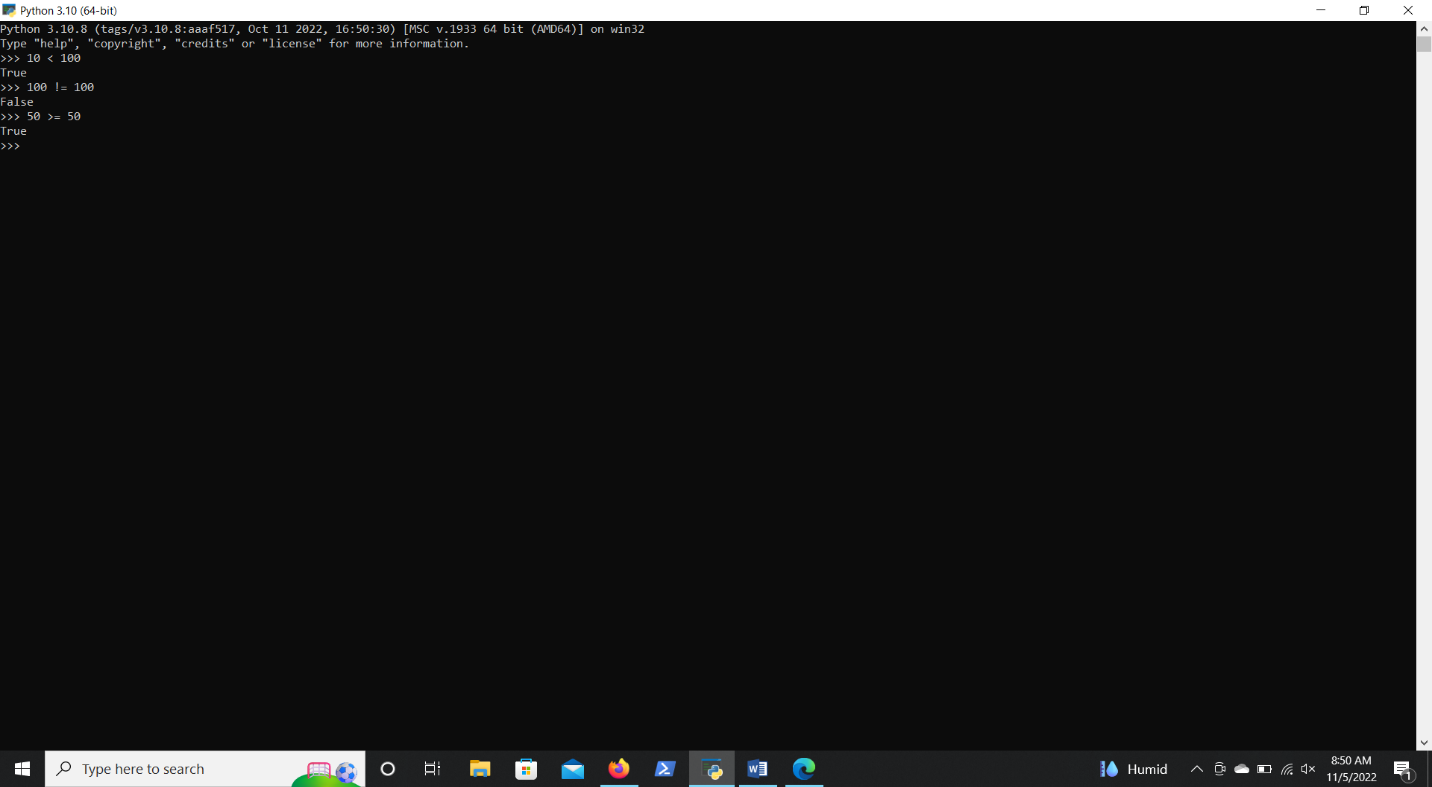 Python 3.10 (64-bit)
Python 3.10.8 (tags/v3.10.8:aaaf517, Oct 11 2022, 16:50:30) [MSC v.1933 64 bit (AMD64)] on win32
Type "help", "copyright", "credits" or "license" for more information.
>>> 10 < 100
True
>>> 100 != 100
False
>>> 50 >= 50
True
>>>
Type here to search
Humid
8:50 AM
11/5/2022
1